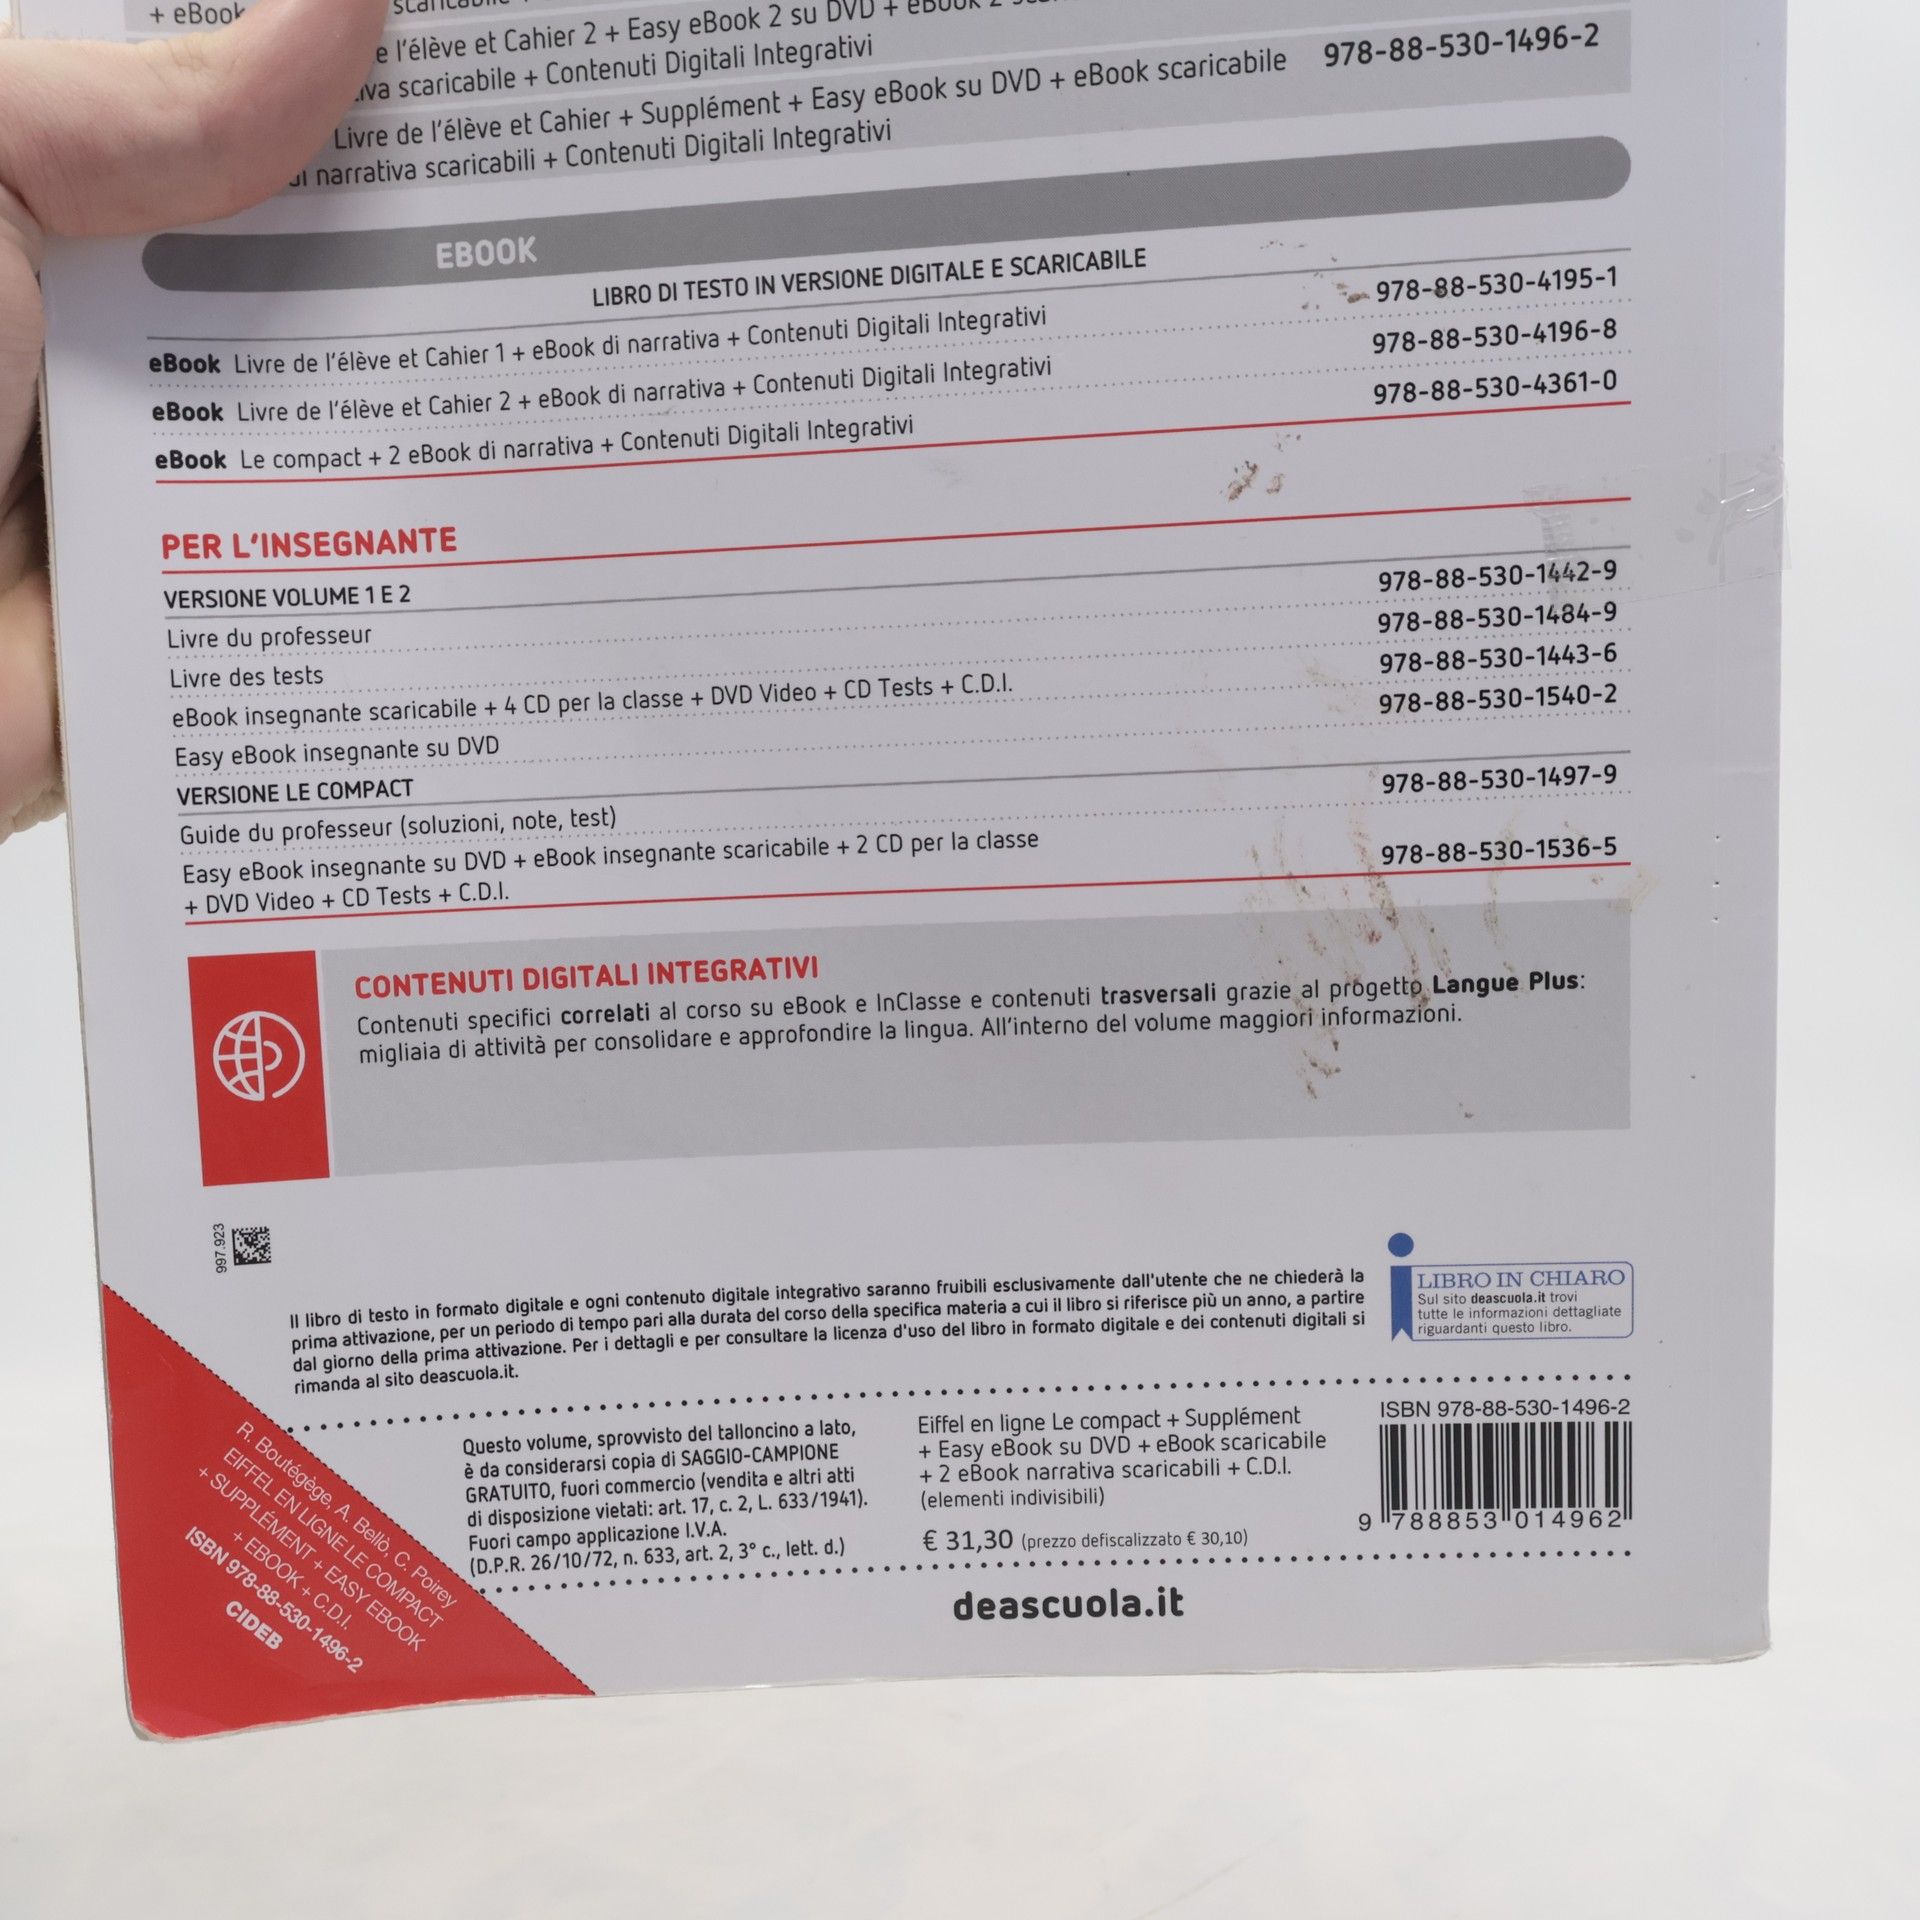 + eBook
e l'élève et Cahier 2 + Easy eBook 2 su DVD + eBook 2
scaricabile + Contenuti Digitali Integrativi
Livre de l'élève et Cahier + Supplément + Easy eBook su DVD + eBook scaricabile 978-88-530-1496-2
narrativa scaricabili + Contenuti Digitali Integrativi
EBOOK
LIBRO DI TESTO IN VERSIONE DIGITALE E SCARICABILE
eBook Livre de l'élève et Cahier 1 + eBook di narrativa + Contenuti Digitali Integrativi 978-88-530-4195-1
eBook Livre de l'élève et Cahier 2 + eBook di narrativa + Contenuti Digitali Integrativi 978-88-530-4196-8
eBook Le compact + 2 eBook di narrativa + Contenuti Digitali Integrativi 978-88-530-4361-0
PER L'INSEGNANTE
VERSIONE VOLUME 1 E 2
Livre du professeur 978-88-530-1442-9
Livre des tests 978-88-530-1484-9
eBook insegnante scaricabile + 4 CD per la classe + DVD Video + CD Tests + C.D.I. 978-88-530-1443-6
Easy eBook insegnante su DVD 978-88-530-1540-2
VERSIONE LE COMPACT
Guide du professeur (soluzioni, note, test) 978-88-530-1497-9
Easy eBook insegnante su DVD + eBook insegnante scaricabile + 2 CD per la classe
+ DVD Video + CD Tests + C.D.I. 978-88-530-1536-5
CONTENUTI DIGITALI INTEGRATIVI
Contenuti specifici correlati al corso su eBook e InClasse e contenuti trasversali grazie al progetto Langue Plus:
migliaia di attività per consolidare e approfondire la lingua. All'interno del volume maggiori informazioni.
997.923
Il libro di testo in formato digitale e ogni contenuto digitale integrativo saranno fruibili esclusivamente dall'utente che ne chiederà la
prima attivazione, per un periodo di tempo pari alla durata del corso della specifica materia a cui il libro si riferisce più un anno, a partire
dal giorno della prima attivazione. Per i dettagli e per consultare la licenza d'uso del libro in formato digitale e dei contenuti digitali si
rimanda al sito deascuola.it.
LIBRO IN CHIARO
Sul sito deascuola.it trovi
tutte le informazioni dettagliate
riguardanti questo libro.
R. Boutégège, A. Bellò, C. Poirey
EIFFEL EN LIGNE LE COMPACT
+ SUPPLÉMENT + EASY EBOOK
+ EBOOK + C.D.I.
ISBN 978-88-530-1496-2
CIDEB
Questo volume, sprovvisto del talloncino a lato,
è da considerarsi copia di SAGGIO-CAMPIONE
GRATUITO, fuori commercio (vendita e altri atti
di disposizione vietati: art. 17, c. 2, L. 633/1941).
Fuori campo applicazione I.V.A.
(D.P.R. 26/10/72, n. 633, art. 2, 3° c., lett. d.)
Eiffel en ligne Le compact + Supplément
+ Easy eBook su DVD + eBook scaricabile
+ 2 eBook narrativa scaricabili + C.D.I.
(elementi indivisibili)
€ 31,30 (prezzo defiscalizzato € 30,10)
ISBN 978-88-530-1496-2
9 788853 014962
deascuola.it